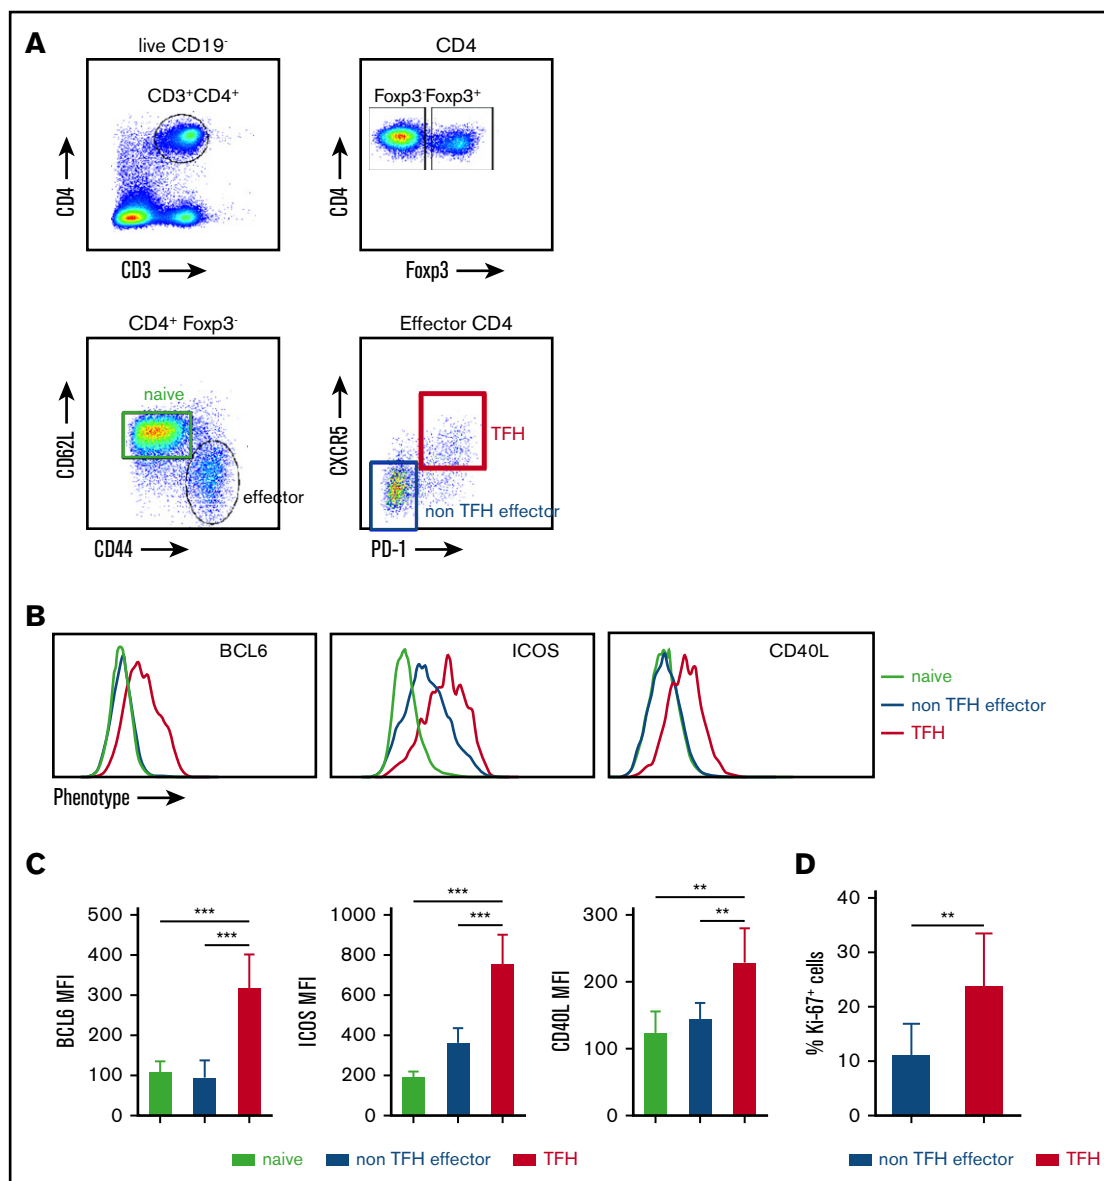 A
live CD19-
CD3+CD4+
CD4
CD3
CD4
Foxp3-Foxp3+
CD4
Foxp3
CD4+ Foxp3-
naive
effector
CD62L
CD44
Effector CD4
TFH
non TFH effector
CXCR5
PD-1
B
BCL6
ICOS
CD40L
naive
non TFH effector
TFH
Phenotype
C
BCL6 MFI
500
400
300
200
100
0
***
***
ICOS MFI
1000
800
600
400
200
0
***
***
CD40L MFI
300
200
100
0
**
**
naive
non TFH effector
TFH
D
% Ki-67+ cells
40
30
20
10
0
**
non TFH effector
TFH